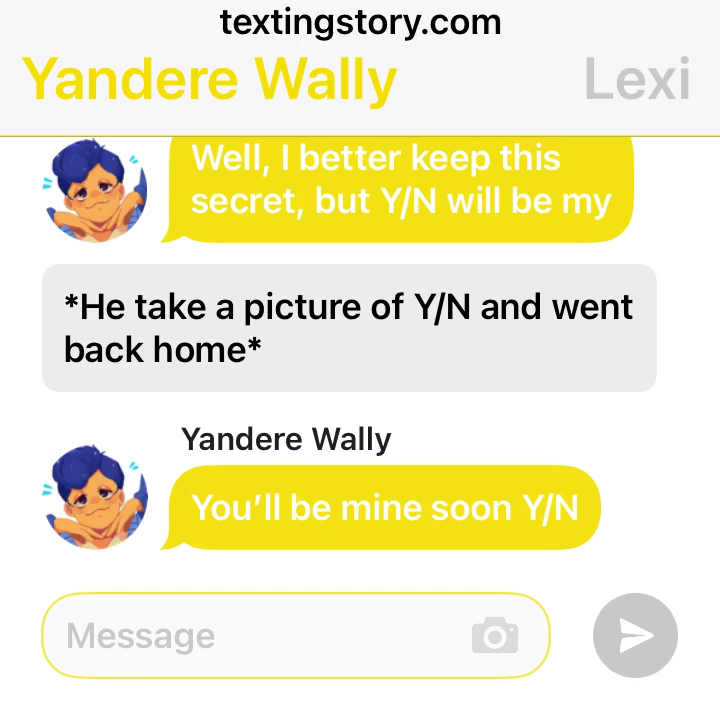 textingstory.com
Yandere Wally Lexi
Well, I better keep this
secret, but Y/N will be my
*He take a picture of Y/N and went
back home*
Yandere Wally
You’ll be mine soon Y/N
Message